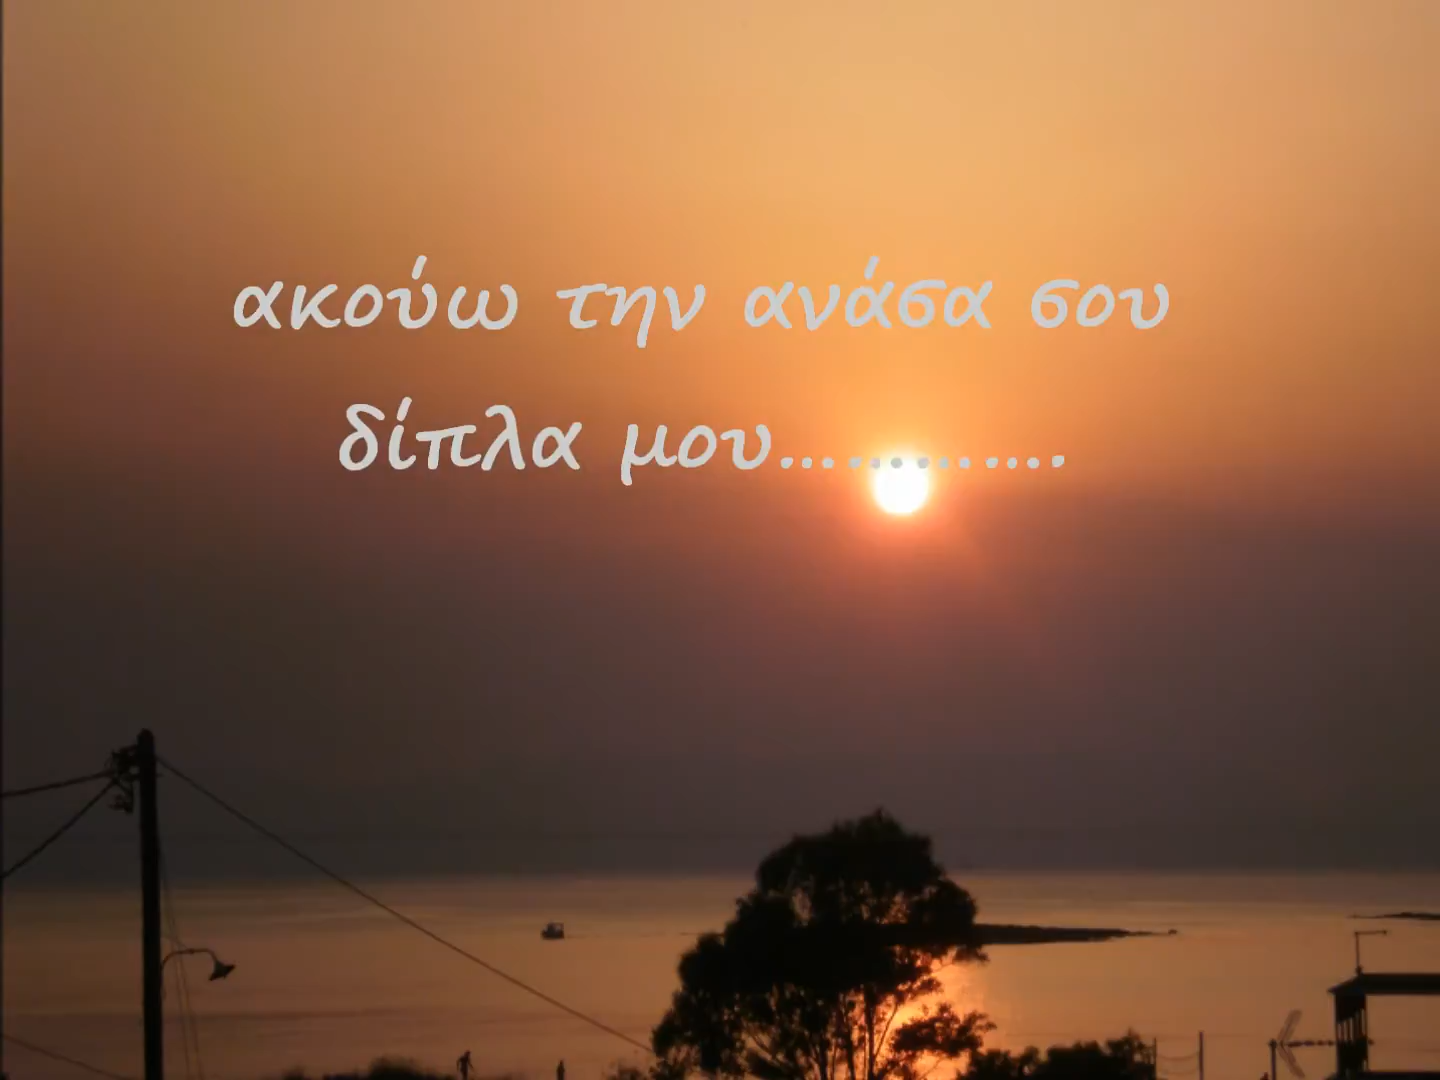 ακούω την ανάσα σου
δίπλα μου.............